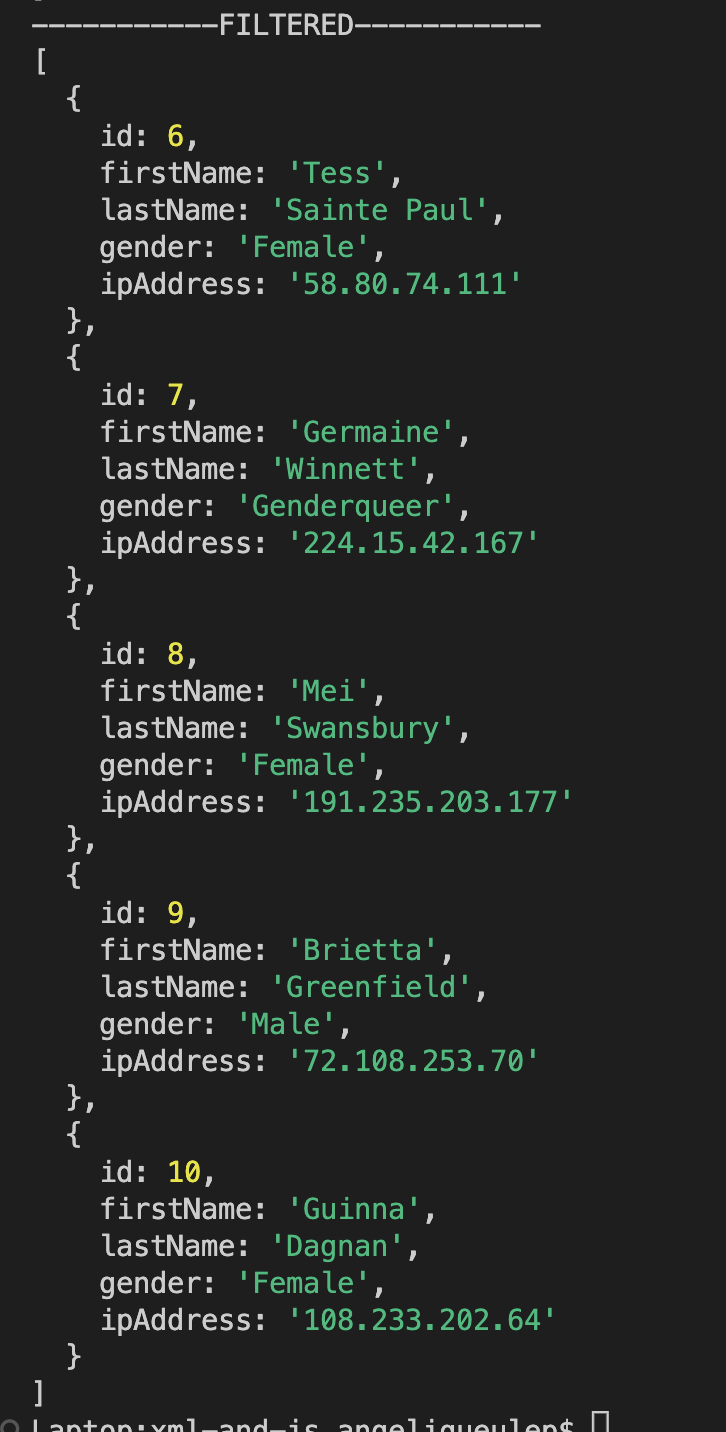 -----------FILTERED-----------
[
  {
    id: 6,
    firstName: 'Tess',
    lastName: 'Sainte Paul',
    gender: 'Female',
    ipAddress: '58.80.74.111'
  },
  {
    id: 7,
    firstName: 'Germaine',
    lastName: 'Winnett',
    gender: 'Genderqueer',
    ipAddress: '224.15.42.167'
  },
  {
    id: 8,
    firstName: 'Mei',
    lastName: 'Swansbury',
    gender: 'Female',
    ipAddress: '191.235.203.177'
  },
  {
    id: 9,
    firstName: 'Brietta',
    lastName: 'Greenfield',
    gender: 'Male',
    ipAddress: '72.108.253.70'
  },
  {
    id: 10,
    firstName: 'Guinna',
    lastName: 'Dagnan',
    gender: 'Female',
    ipAddress: '108.233.202.64'
  }
]
Laptop:xml-and-js angeliqueulep$